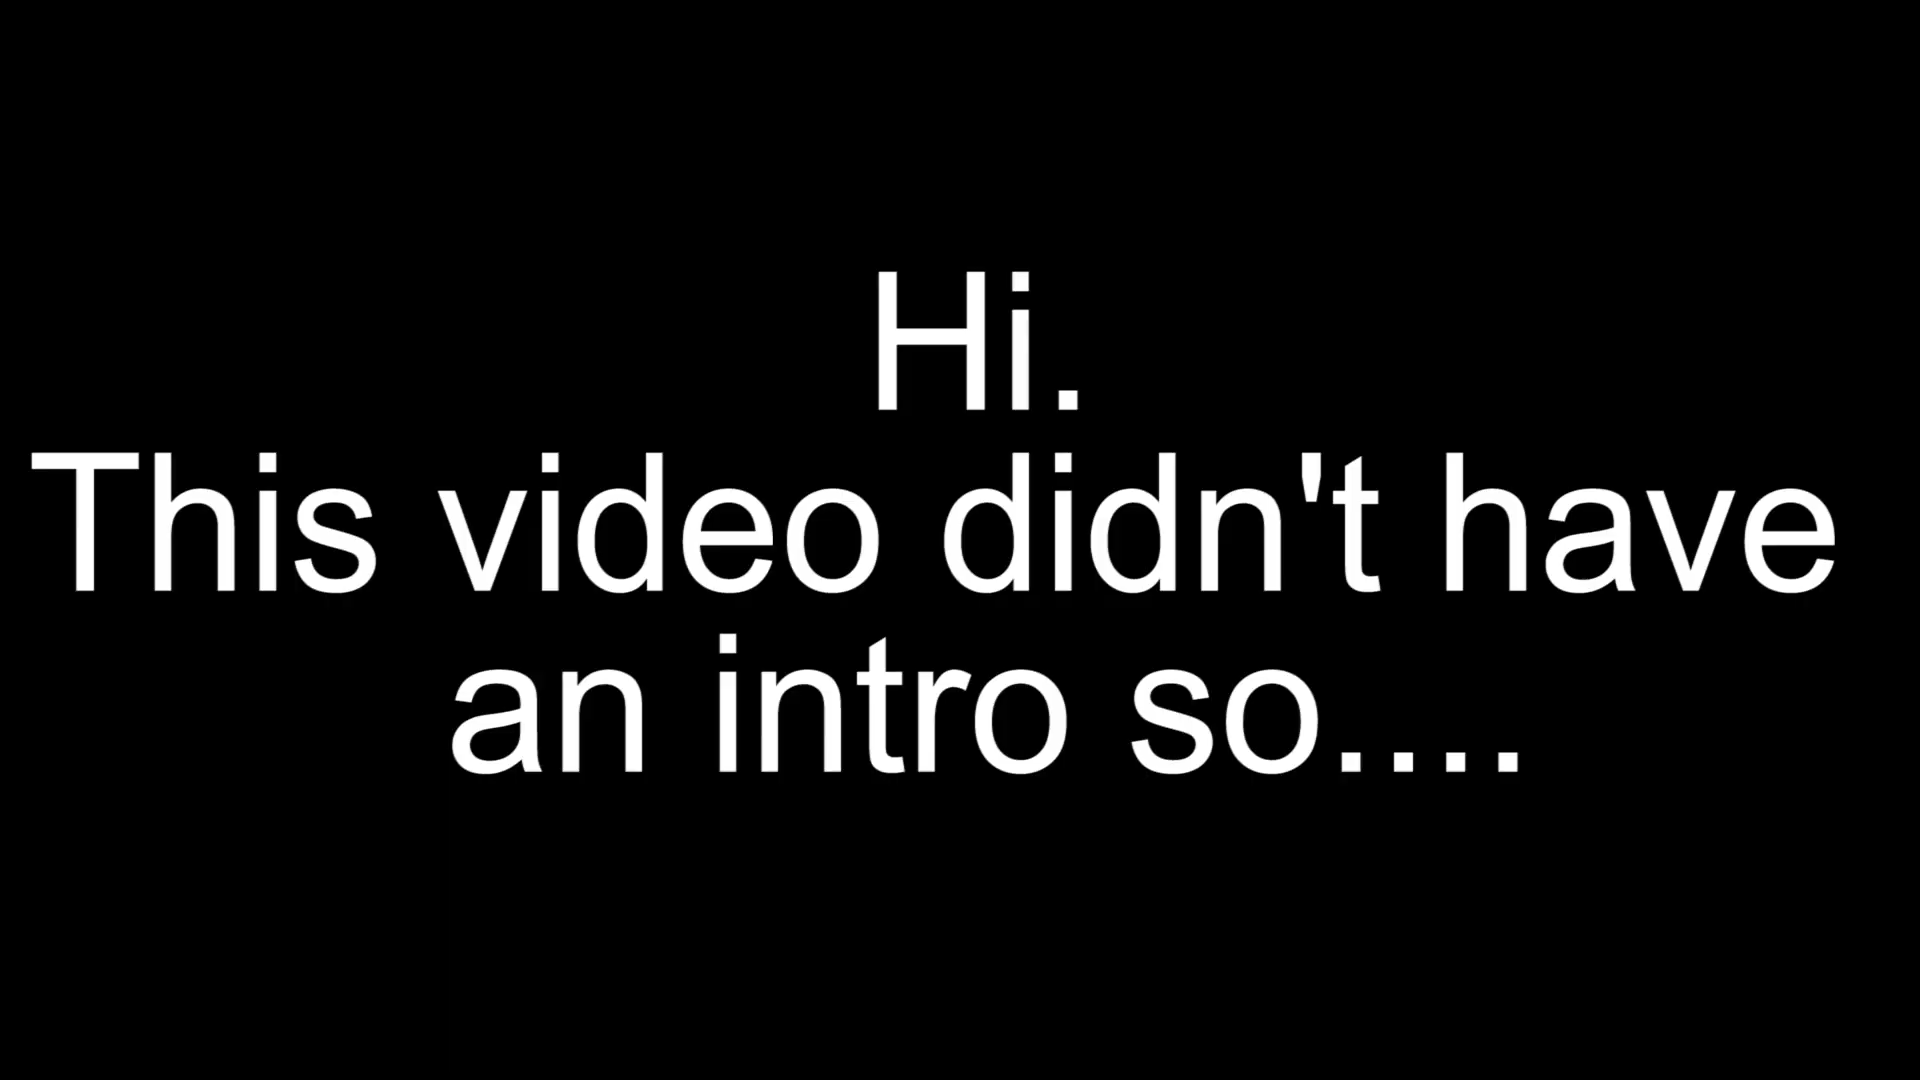 Hi.
This video didn't have
an intro so....